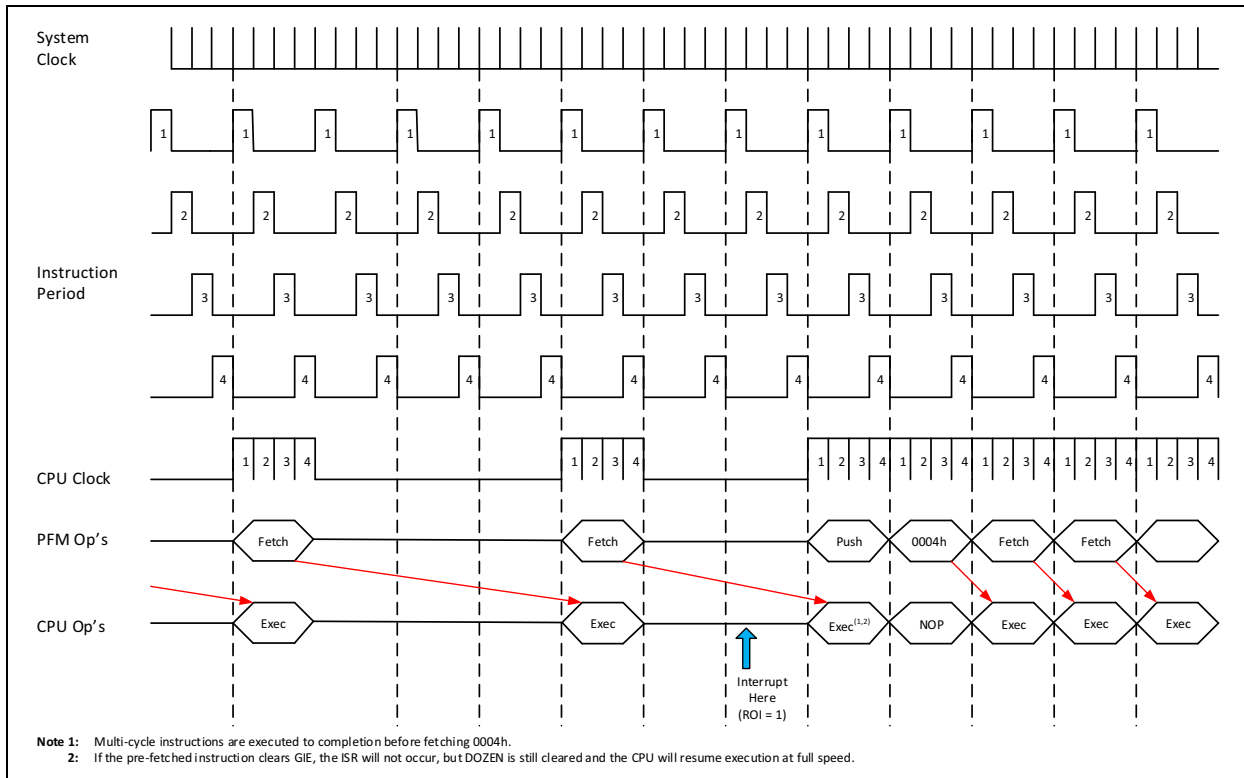 System
Clock
1 1 1 1 1 1 1 1 1 1 1 1 1
2 2 2 2 2 2 2 2 2 2 2 2 2
Instruction
Period
3 3 3 3 3 3 3 3 3 3 3 3 3
4 4 4 4 4 4 4 4 4 4 4 4 4
CPU Clock
1 2 3 4 1 2 3 4 1 2 3 4 1 2 3 4 1 2 3 4 1 2 3 4 1 2 3 4
PFM Op's
Fetch Fetch Push 0004h Fetch Fetch
CPU Op's
Exec Exec Exec(1,2) NOP Exec Exec Exec
Interrupt
Here
(ROI = 1)
Note 1: Multi-cycle instructions are executed to completion before fetching 0004h.
2: If the pre-fetched instruction clears GIE, the ISR will not occur, but DOZEN is still cleared and the CPU will resume execution at full speed.